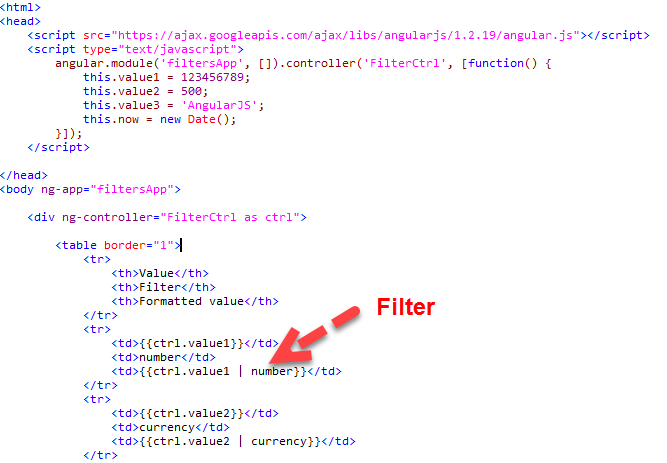 <html>
<head>
    <script src="https://ajax.googleapis.com/ajax/libs/angularjs/1.2.19/angular.js"></script>
    <script type="text/javascript">
        angular.module('filtersApp', []).controller('FilterCtrl', [function() {
            this.value1 = 123456789;
            this.value2 = 500;
            this.value3 = 'AngularJS';
            this.now = new Date();
        }]);
    </script>
</head>
<body ng-app="filtersApp">
    <div ng-controller="FilterCtrl as ctrl">
        <table border="1">
            <tr>
                <th>Value</th>
                <th>Filter</th>
                <th>Formatted value</th>
            </tr>
Filter
            <tr>
                <td>{{ctrl.value1}}</td>
                <td>number</td>
                <td>{{ctrl.value1 | number}}</td>
            </tr>
            <tr>
                <td>{{ctrl.value2}}</td>
                <td>currency</td>
                <td>{{ctrl.value2 | currency}}</td>
            </tr>